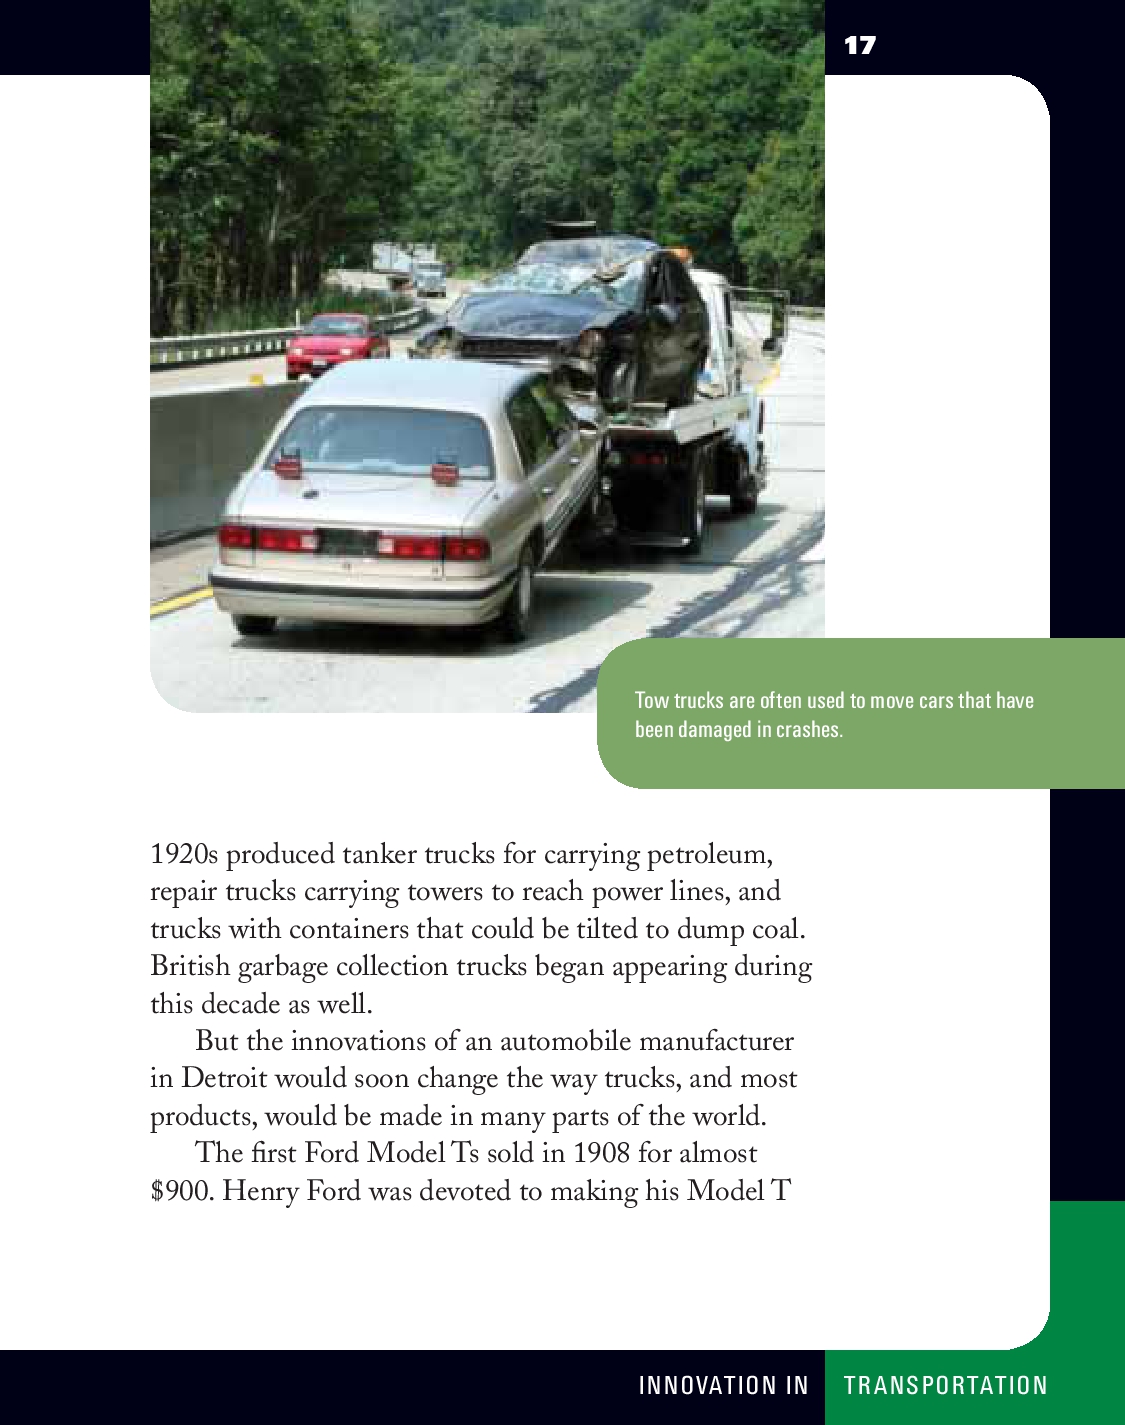 17
Tow trucks are often used to move cars that have
been damaged in crashes.
1920s produced tanker trucks for carrying petroleum,
repair trucks carrying towers to reach power lines, and
trucks with containers that could be tilted to dump coal.
British garbage collection trucks began appearing during
this decade as well.
But the innovations of an automobile manufacturer
in Detroit would soon change the way trucks, and most
products, would be made in many parts of the world.
The first Ford Model Ts sold in 1908 for almost
$900. Henry Ford was devoted to making his Model T
INNOVATION IN TRANSPORTATION